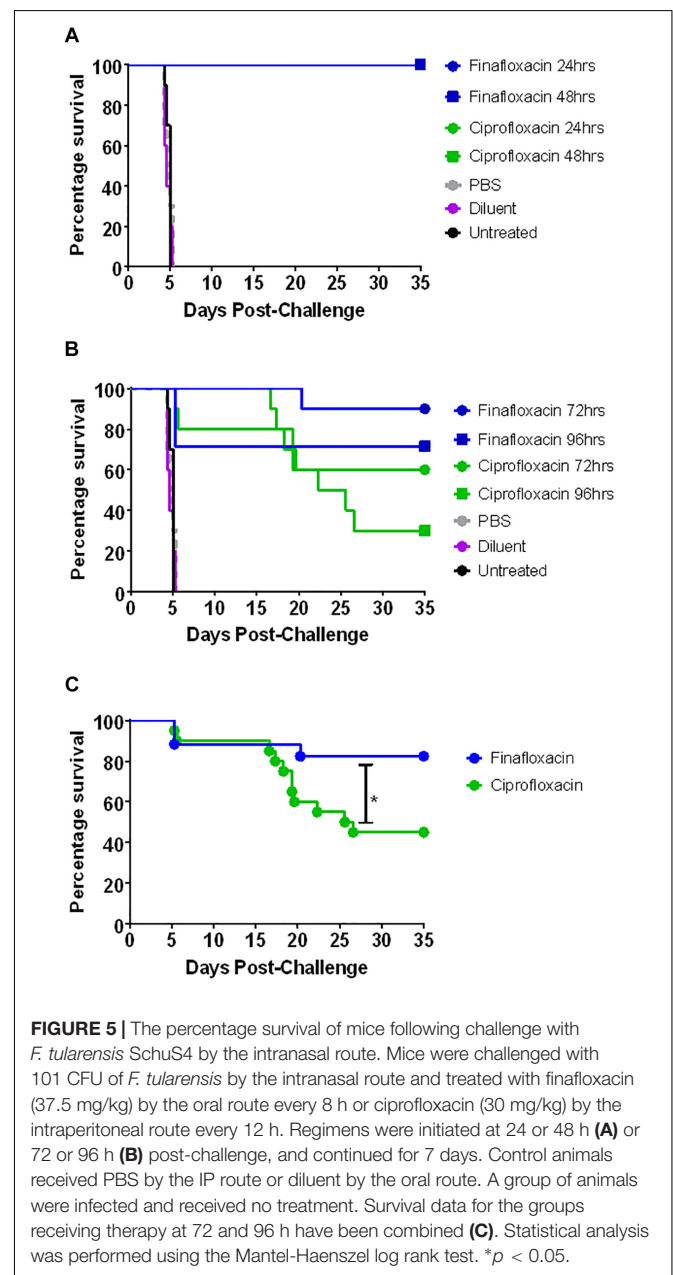 A
Percentage survival
100
80
60
40
20
0
0 5 10 15 20 25 30 35
Days Post-Challenge
Finafloxacin 24hrs
Finafloxacin 48hrs
Ciprofloxacin 24hrs
Ciprofloxacin 48hrs
PBS
Diluent
Untreated
B
Percentage survival
100
80
60
40
20
0
0 5 10 15 20 25 30 35
Days Post-Challenge
Finafloxacin 72hrs
Finafloxacin 96hrs
Ciprofloxacin 72hrs
Ciprofloxacin 96hrs
PBS
Diluent
Untreated
C
Percentage survival
100
80
60
40
20
0
0 5 10 15 20 25 30 35
Days Post-Challenge
*
Finafloxacin
Ciprofloxacin
FIGURE 5 | The percentage survival of mice following challenge with
F. tularensis SchuS4 by the intranasal route. Mice were challenged with
101 CFU of F. tularensis by the intranasal route and treated with finafloxacin
(37.5 mg/kg) by the oral route every 8 h or ciprofloxacin (30 mg/kg) by the
intraperitoneal route every 12 h. Regimens were initiated at 24 or 48 h (A) or
72 or 96 h (B) post-challenge, and continued for 7 days. Control animals
received PBS by the IP route or diluent by the oral route. A group of animals
were infected and received no treatment. Survival data for the groups
receiving therapy at 72 and 96 h have been combined (C). Statistical analysis
was performed using the Mantel-Haenszel log rank test. *p < 0.05.